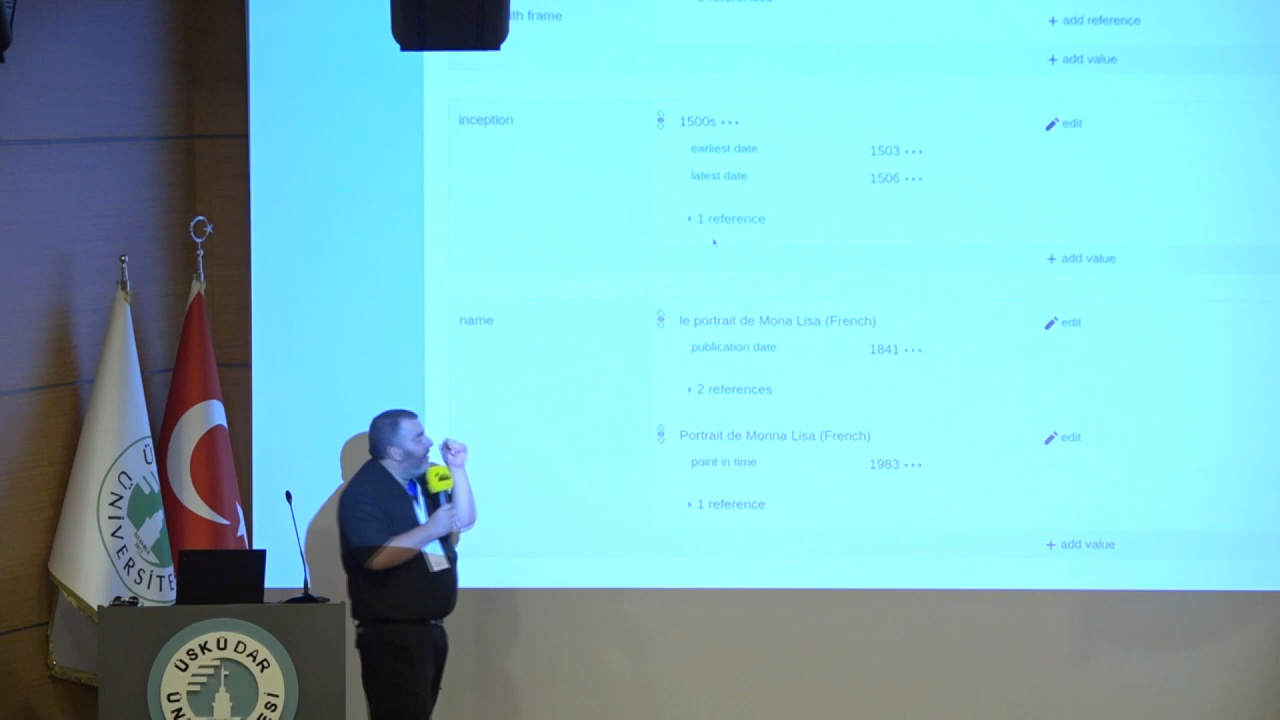 th frame
+ add reference
+ add value
inception
1500s
edit
earliest date
1503
latest date
1506
1 reference
+ add value
name
le portrait de Mona Lisa (French)
edit
publication date
1841
2 references
Portrait de Monna Lisa (French)
edit
point in time
1983
1 reference
+ add value
ÜNİVERSİTE
ÜSKÜDAR